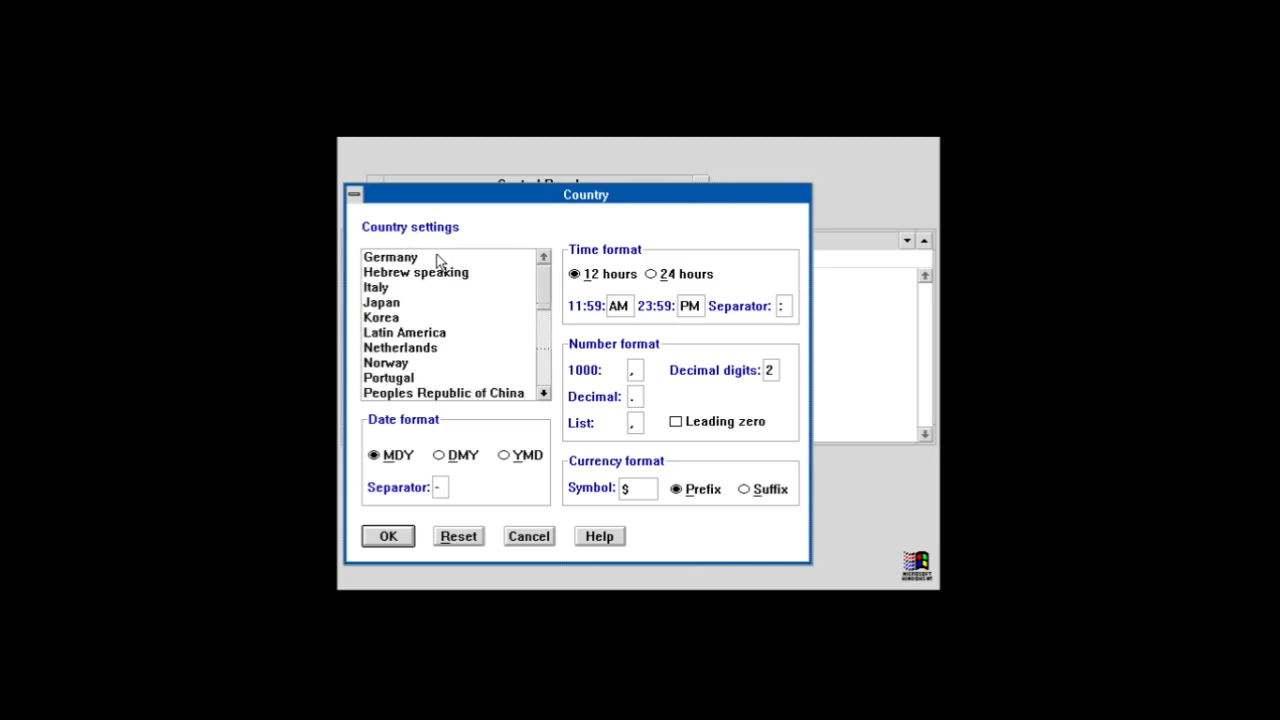 Country
Country settings
Germany
Hebrew speaking
Italy
Japan
Korea
Latin America
Netherlands
Norway
Portugal
Peoples Republic of China
Date format
MDY DMY YMD
Separator: -
Time format
12 hours 24 hours
11:59: AM 23:59: PM Separator: :
Number format
1000: , Decimal digits: 2
Decimal: .
List: , Leading zero
Currency format
Symbol: $ Prefix Suffix
OK Reset Cancel Help
MICROSOFT